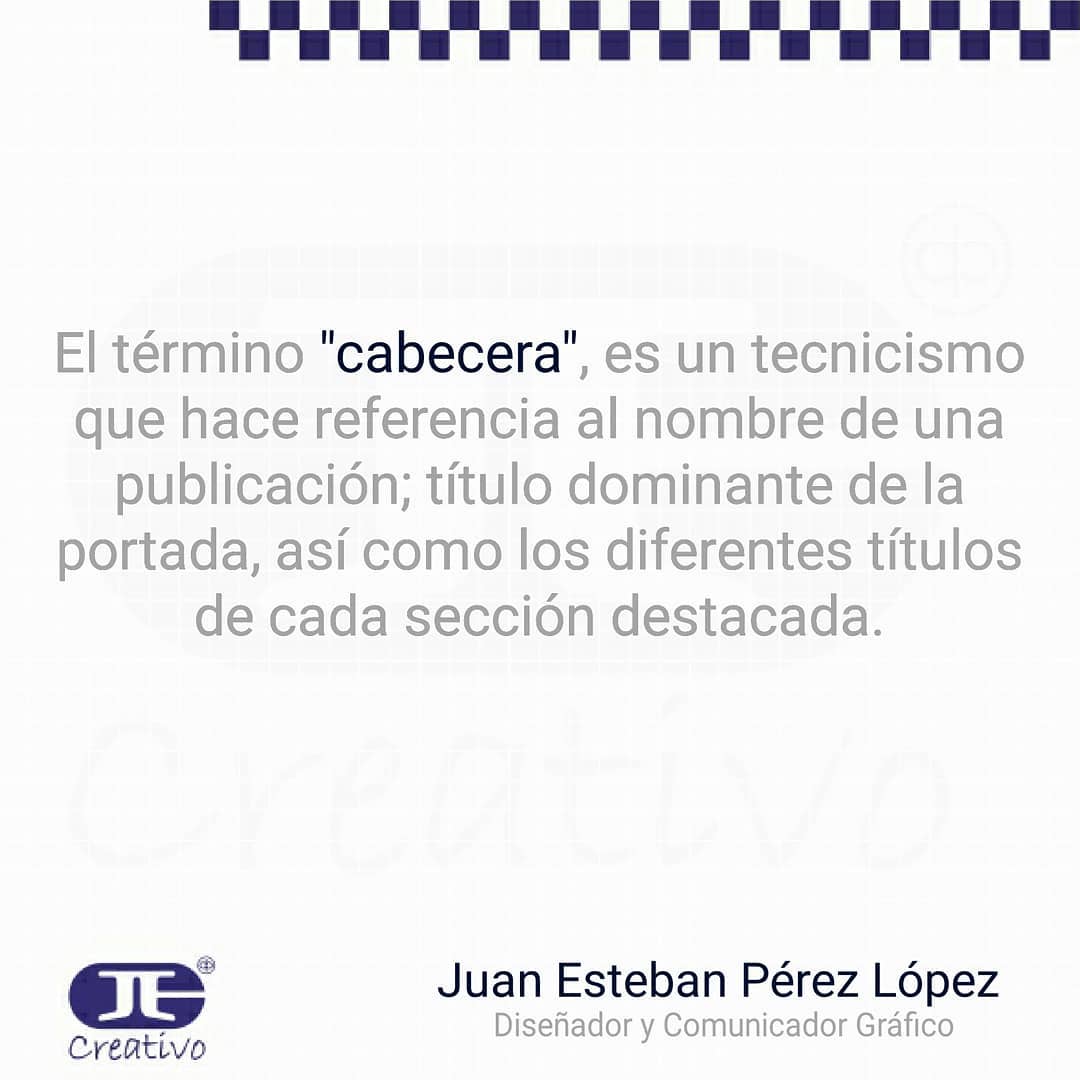 El término "cabecera", es un tecnicismo
que hace referencia al nombre de una
publicación; título dominante de la
portada, así como los diferentes títulos
de cada sección destacada.
Creativo
Juan Esteban Pérez López
Diseñador y Comunicador Gráfico
Creativo